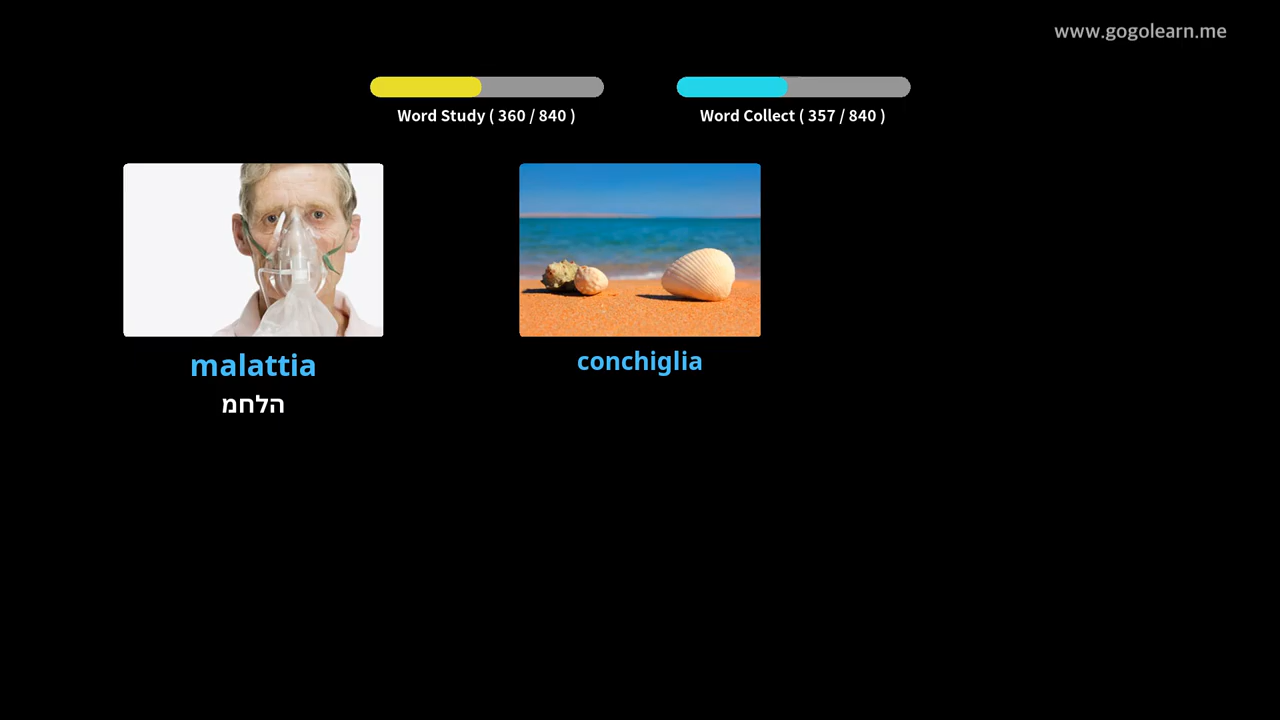 www.gogolearn.me
Word Study ( 360 / 840 )
Word Collect ( 357 / 840 )
malattia
הלחמ
conchiglia